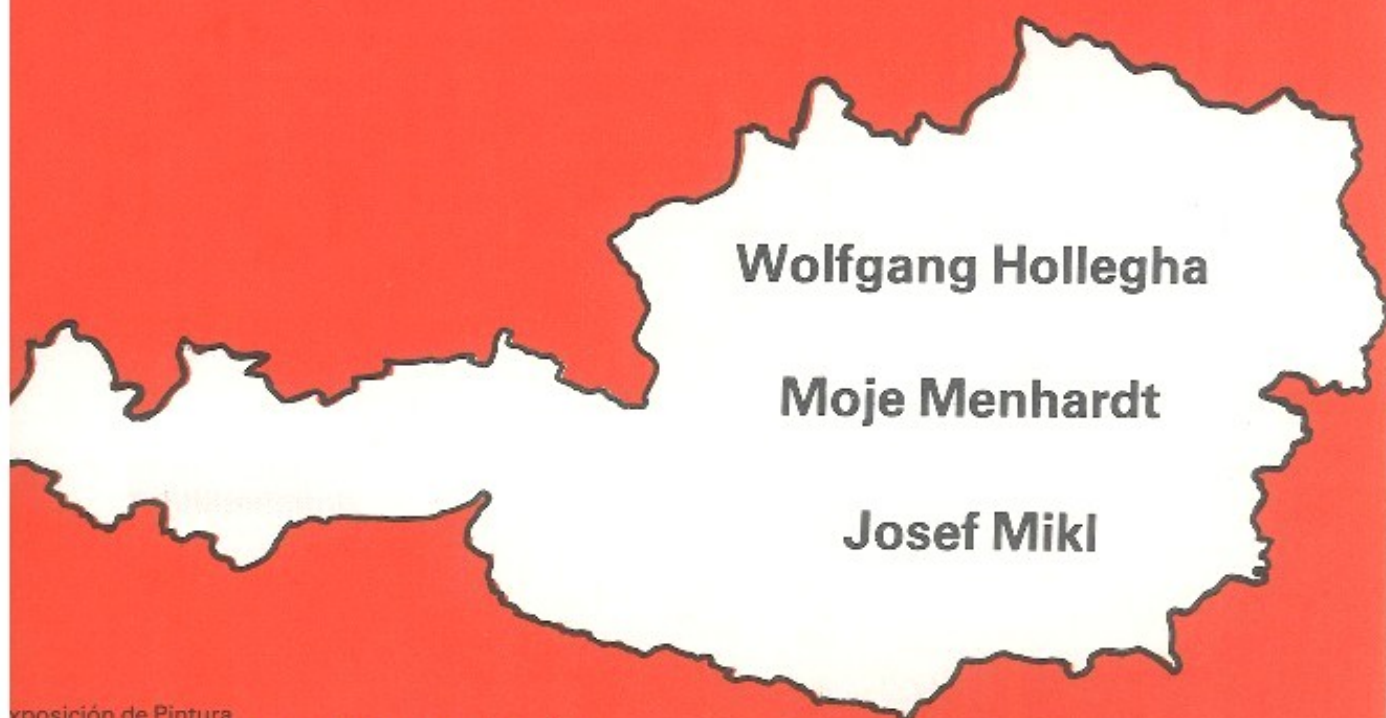 Wolfgang Hollegha
Moje Menhardt
Josef Mikl
xposición de Pintura